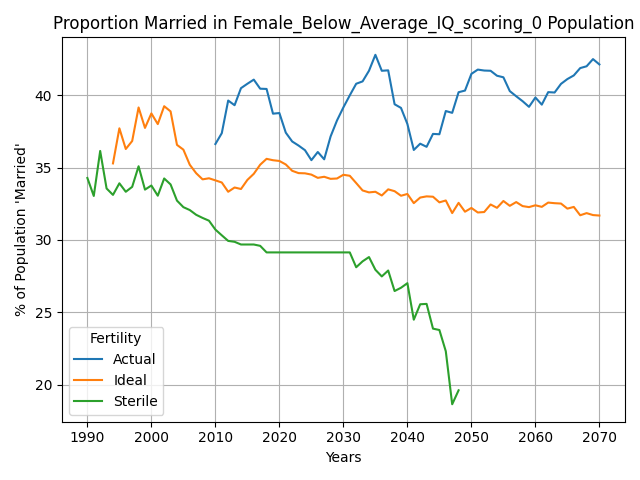 Proportion Married in Female_Below_Average_IQ_scoring_0 Population
% of Population 'Married'
40
35
30
25
20
Fertility
Actual
Ideal
Sterile
1990 2000 2010 2020 2030 2040 2050 2060 2070
Years